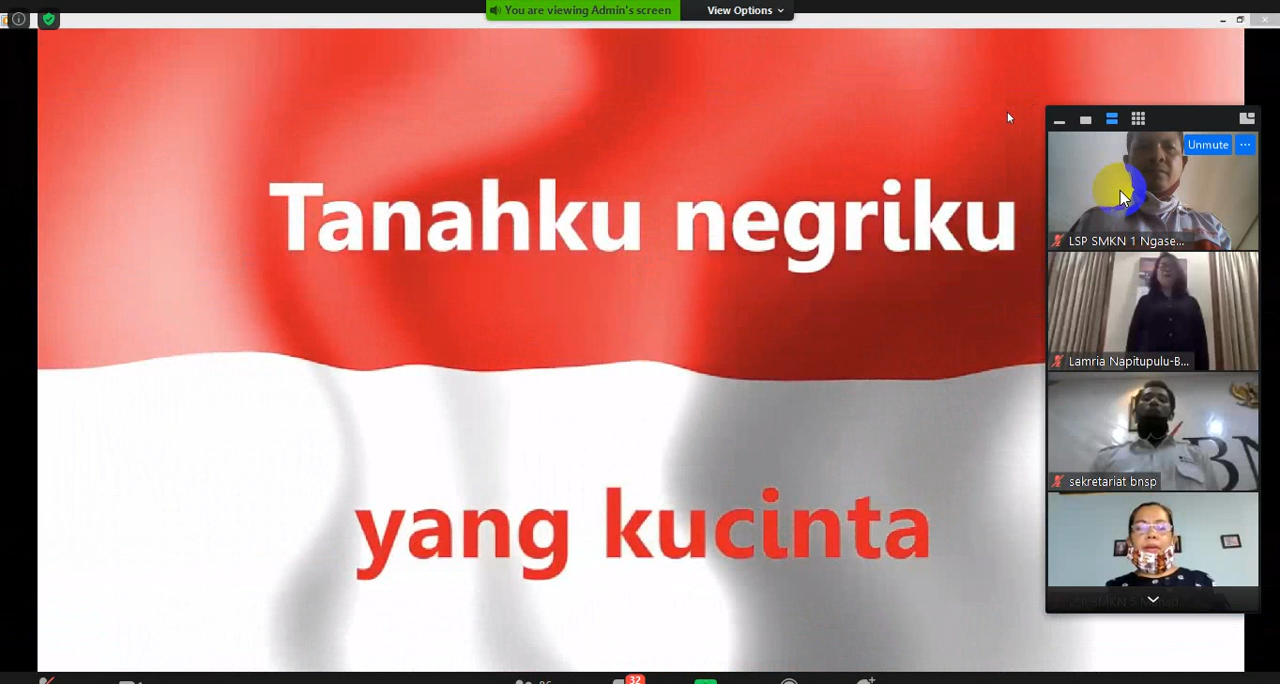 You are viewing Admin's screen
View Options
Tanahku negriku
yang kucinta
Unmute
LSP SMKN 1 Ngase...
Lamria Napitupulu-B...
sekretariat bnsp
32